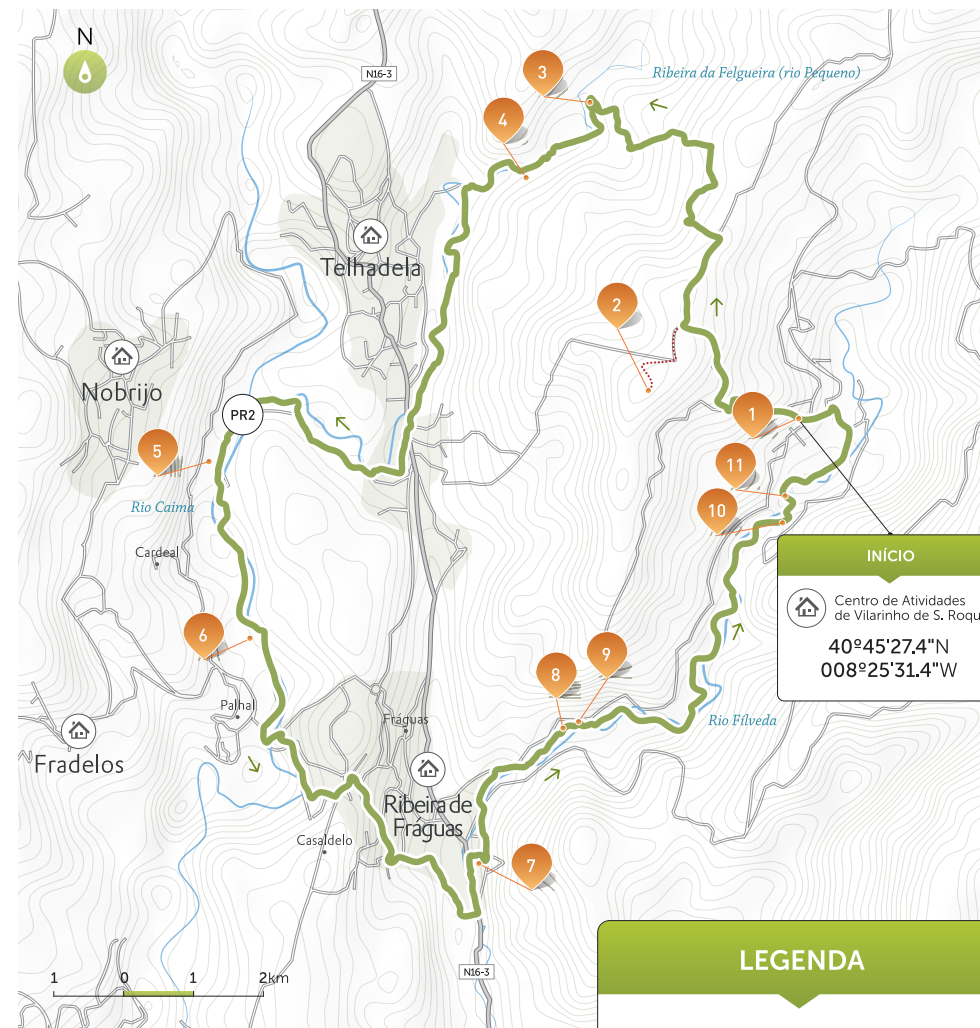 N
N16-3
3
Ribeira da Felgueira (rio Pequeno)
4
Telhadela
2
Nobrijo
PR2
1
5
11
Rio Caima
10
Cardeal
INÍCIO
Centro de Atividades
de Vilarinho de S. Roqu
40º45'27.4"N
008º25'31.4"W
6
9
8
Palhal
Fráguas
Rio Fílveda
Fradelos
Ribeira de
Fráguas
Casaldelo
7
LEGENDA
N16-3
1 0 1 2km